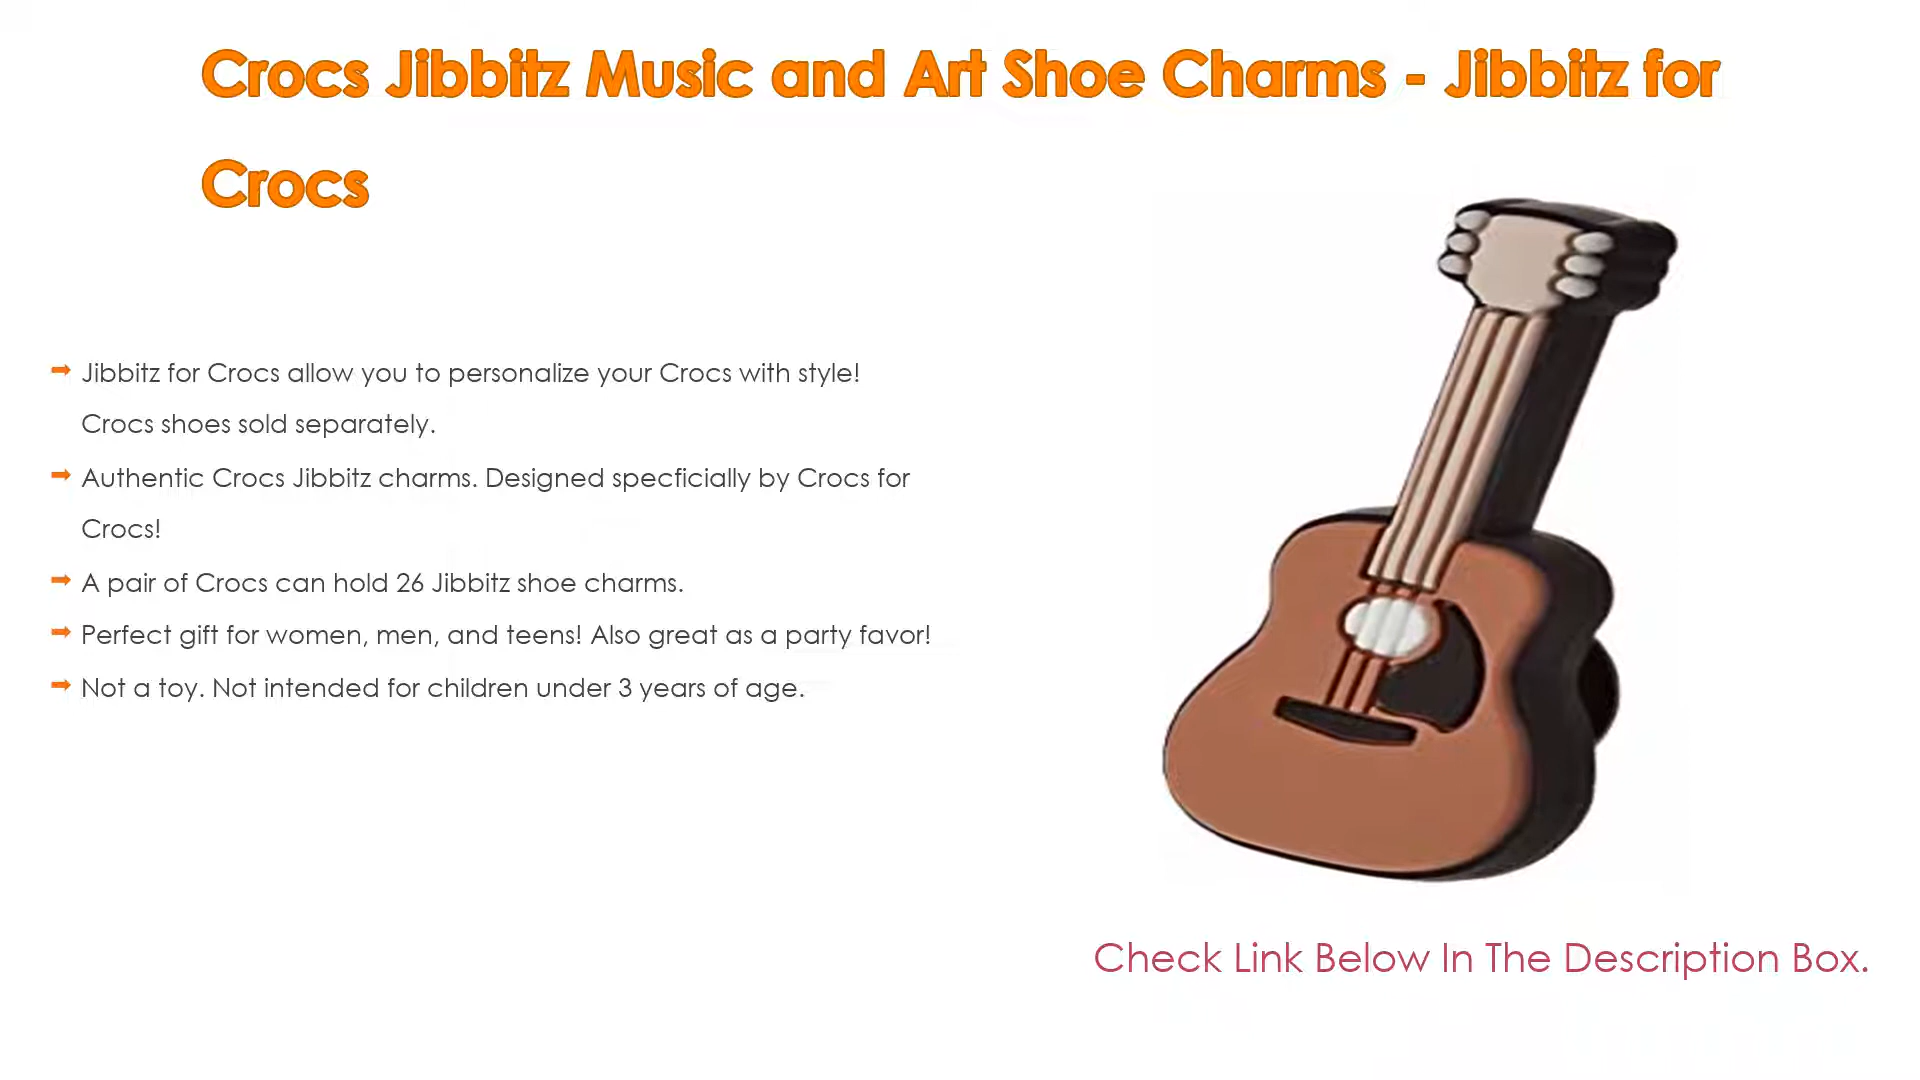 Crocs Jibbitz Music and Art Shoe Charms - Jibbitz for
Crocs
Jibbitz for Crocs allow you to personalize your Crocs with style!
Crocs shoes sold separately.
Authentic Crocs Jibbitz charms. Designed specficially by Crocs for
Crocs!
A pair of Crocs can hold 26 Jibbitz shoe charms.
Perfect gift for women, men, and teens! Also great as a party favor!
Not a toy. Not intended for children under 3 years of age.
Check Link Below In The Description Box.